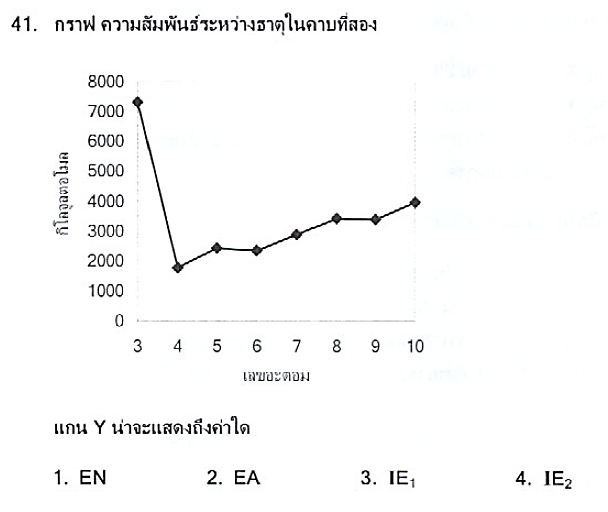 41. กราฟ ความสัมพันธ์ระหว่างธาตุในคาบที่สอง
8000
7000
6000
5000
4000
3000
2000
1000
0
กิโลจูลต่อโมล
3 4 5 6 7 8 9 10
เลขอะตอม
แกน Y น่าจะแสดงถึงค่าใด
1. EN 2. EA 3. IE₁ 4. IE₂